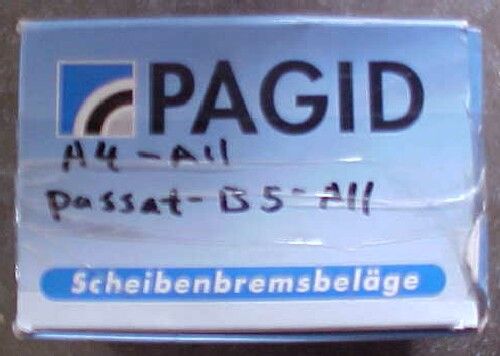 PAGID
A4-All
passat-B5-All
Scheibenbremsbeläge